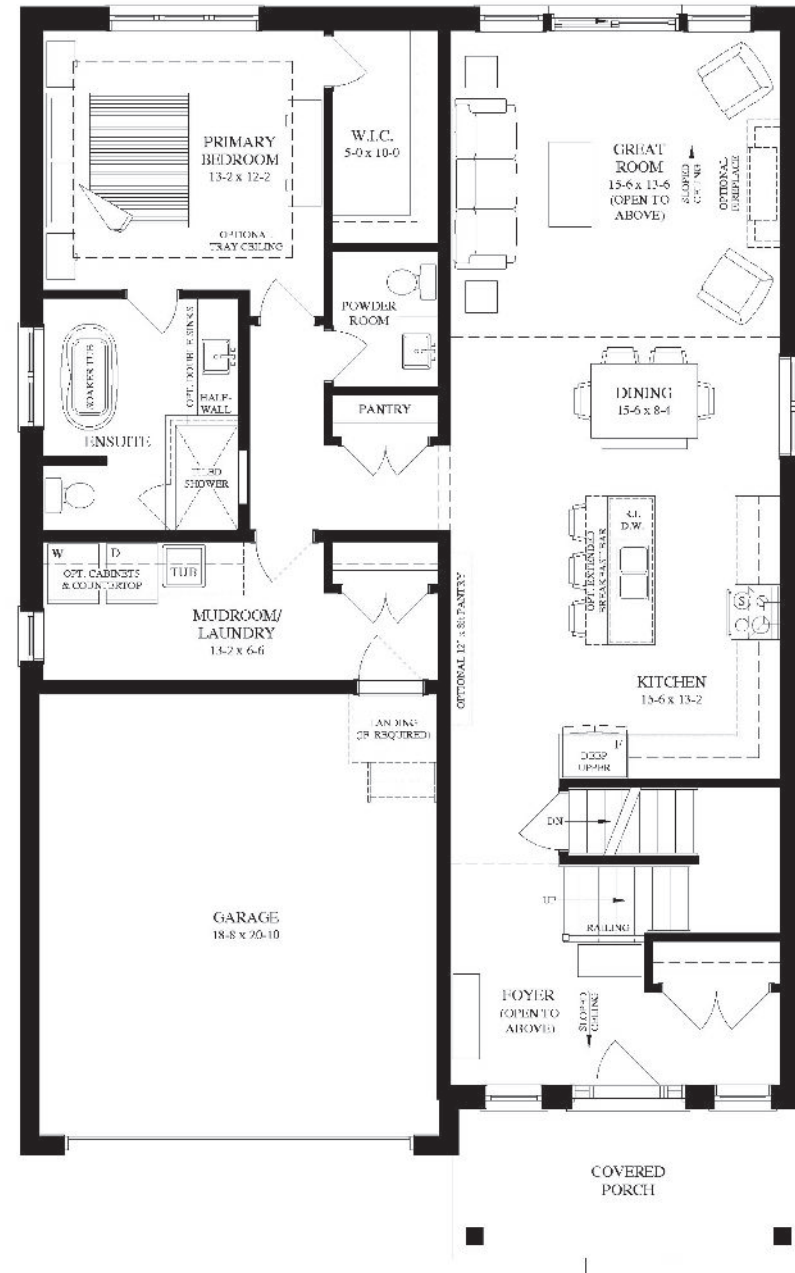 PRIMARY
BEDROOM
13-2 x 12-2
OPTIONAL
TRAY CEILING
W.I.C.
5-0 x 10-0
GREAT
ROOM
15-6 x 13-6
(OPEN TO
ABOVE)
SLOPED
CEILING
OPTIONAL
FIREPLACE
POWDER
ROOM
SOAKER TUB
OPT. DOUBLE SINKS
HALF-
WALL
ENSUITE
TILED
SHOWER
PANTRY
DINING
15-6 x 8-4
W
D
OPT. CABINETS
& COUNTERTOP
TUB
MUDROOM/
LAUNDRY
13-2 x 6-6
R.I.
D.W.
OPT. EXTENDED
BREAKFAST BAR
S
OPTIONAL 12" x 8ft PANTRY
KITCHEN
15-6 x 13-2
F
DEEP
UPPER
LANDING
(IF REQUIRED)
DN
UP
RAILING
GARAGE
18-8 x 20-10
FOYER
(OPEN TO
ABOVE)
SLOPED
CEILING
COVERED
PORCH